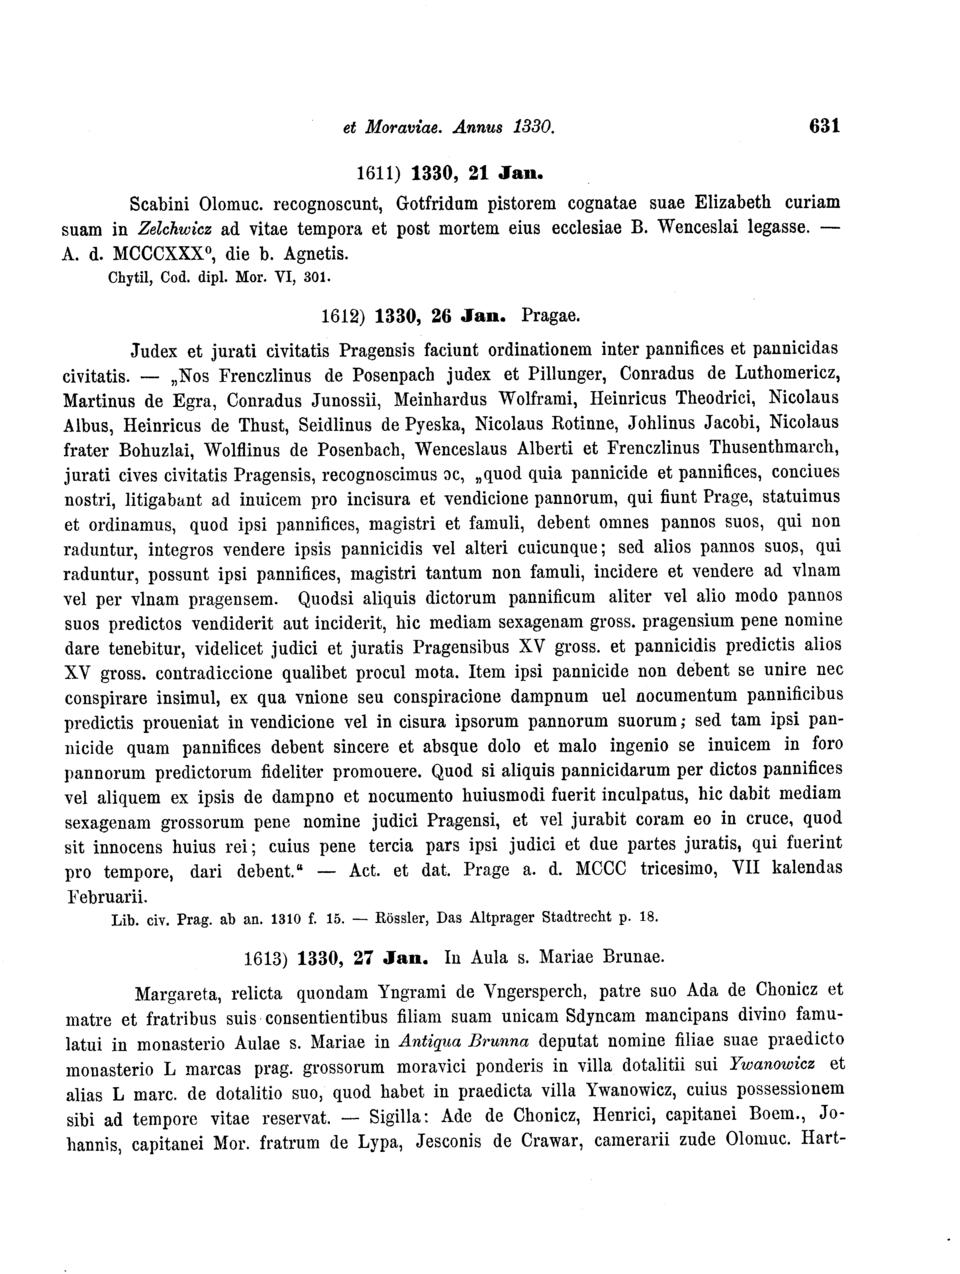 et Moraviae. Annus 1330. 631
1611) 1330, 21 Jan.
Scabini Olomuc. recognoscunt, Gotfridum pistorem cognatae suae Elizabeth curiam
suam in Zelchwicz ad vitae tempora et post mortem eius ecclesiae B. Wenceslai legasse. —
A. d. MCCCXXX⁰, die b. Agnetis.
Chytil, Cod. dipl. Mor. VI, 301.
1612) 1330, 26 Jan. Pragae.
Judex et jurati civitatis Pragensis faciunt ordinationem inter pannifices et pannicidas
civitatis. — „Nos Frenczlinus de Posenpach judex et Pillunger, Conradus de Luthomericz,
Martinus de Egra, Conradus Junossii, Meinhardus Wolframi, Heinricus Theodrici, Nicolaus
Albus, Heinricus de Thust, Seidlinus de Pyeska, Nicolaus Rotinne, Johlinus Jacobi, Nicolaus
frater Bohuzlai, Wolflinus de Posenbach, Wenceslaus Alberti et Frenczlinus Thusenthmarch,
jurati cives civitatis Pragensis, recognoscimus ɔc, „quod quia pannicide et pannifices, conciues
nostri, litigabant ad inuicem pro incisura et vendicione pannorum, qui fiunt Prage, statuimus
et ordinamus, quod ipsi pannifices, magistri et famuli, debent omnes pannos suos, qui non
raduntur, integros vendere ipsis pannicidis vel alteri cuicunque; sed alios pannos suos, qui
raduntur, possunt ipsi pannifices, magistri tantum non famuli, incidere et vendere ad vlnam
vel per vlnam pragensem. Quodsi aliquis dictorum pannificum aliter vel alio modo pannos
suos predictos vendiderit aut inciderit, hic mediam sexagenam gross. pragensium pene nomine
dare tenebitur, videlicet judici et juratis Pragensibus XV gross. et pannicidis predictis alios
XV gross. contradiccione qualibet procul mota. Item ipsi pannicide non debent se unire nec
conspirare insimul, ex qua vnione seu conspiracione dampnum uel nocumentum pannificibus
predictis proueniat in vendicione vel in cisura ipsorum pannorum suorum; sed tam ipsi pan-
nicide quam pannifices debent sincere et absque dolo et malo ingenio se inuicem in foro
pannorum predictorum fideliter promouere. Quod si aliquis pannicidarum per dictos pannifices
vel aliquem ex ipsis de dampno et nocumento huiusmodi fuerit inculpatus, hic dabit mediam
sexagenam grossorum pene nomine judici Pragensi, et vel jurabit coram eo in cruce, quod
sit innocens huius rei; cuius pene tercia pars ipsi judici et due partes juratis, qui fuerint
pro tempore, dari debent.“ — Act. et dat. Prage a. d. MCCC tricesimo, VII kalendas
Februarii.
Lib. civ. Prag. ab an. 1310 f. 15. — Rössler, Das Altprager Stadtrecht p. 18.
1613) 1330, 27 Jan. In Aula s. Mariae Brunae.
Margareta, relicta quondam Yngrami de Vngersperch, patre suo Ada de Chonicz et
matre et fratribus suis consentientibus filiam suam unicam Sdyncam mancipans divino famu-
latui in monasterio Aulae s. Mariae in Antiqua Brunna deputat nomine filiae suae praedicto
monasterio L marcas prag. grossorum moravici ponderis in villa dotalitii sui Ywanowicz et
alias L marc. de dotalitio suo, quod habet in praedicta villa Ywanowicz, cuius possessionem
sibi ad tempore vitae reservat. — Sigilla: Ade de Chonicz, Henrici, capitanei Boem., Jo-
hannis, capitanei Mor. fratrum de Lypa, Jesconis de Crawar, camerarii zude Olomuc. Hart-